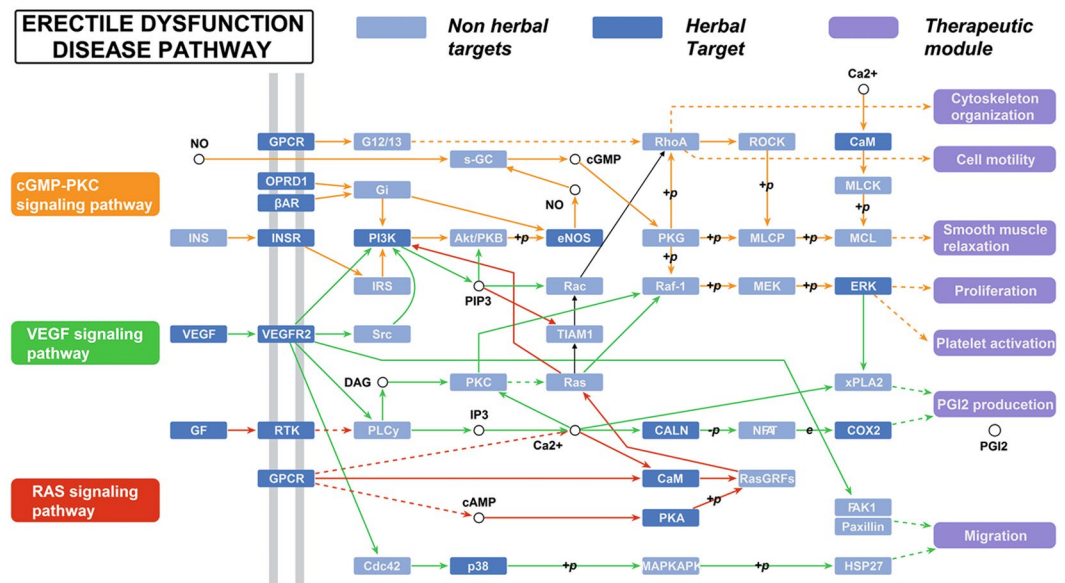 ERECTILE DYSFUNCTION
DISEASE PATHWAY
Non herbal
targets
Herbal
Target
Therapeutic
module
Ca2+
Cytoskeleton
organization
NO
GPCR
G12/13
RhoA
ROCK
CaM
s-GC
cGMP
Cell motility
cGMP-PKC
signaling pathway
OPRD1
βAR
Gi
NO
+p
+p
MLCK
+p
INS
INSR
PI3K
Akt/PKB
+p
eNOS
PKG
+p
MLCP
+p
MCL
Smooth muscle
relaxation
+p
IRS
PIP3
Rac
Raf-1
+p
MEK
+p
ERK
Proliferation
VEGF signaling
pathway
VEGF
VEGFR2
Src
TIAM1
Platelet activation
DAG
PKC
Ras
xPLA2
PGI2 producetion
GF
RTK
PLCy
IP3
Ca2+
CALN
-p
NFAT
e
COX2
PGI2
RAS signaling
pathway
GPCR
CaM
RasGRFs
cAMP
+p
PKA
FAK1
Paxillin
Migration
Cdc42
p38
+p
MAPKAPK
+p
HSP27